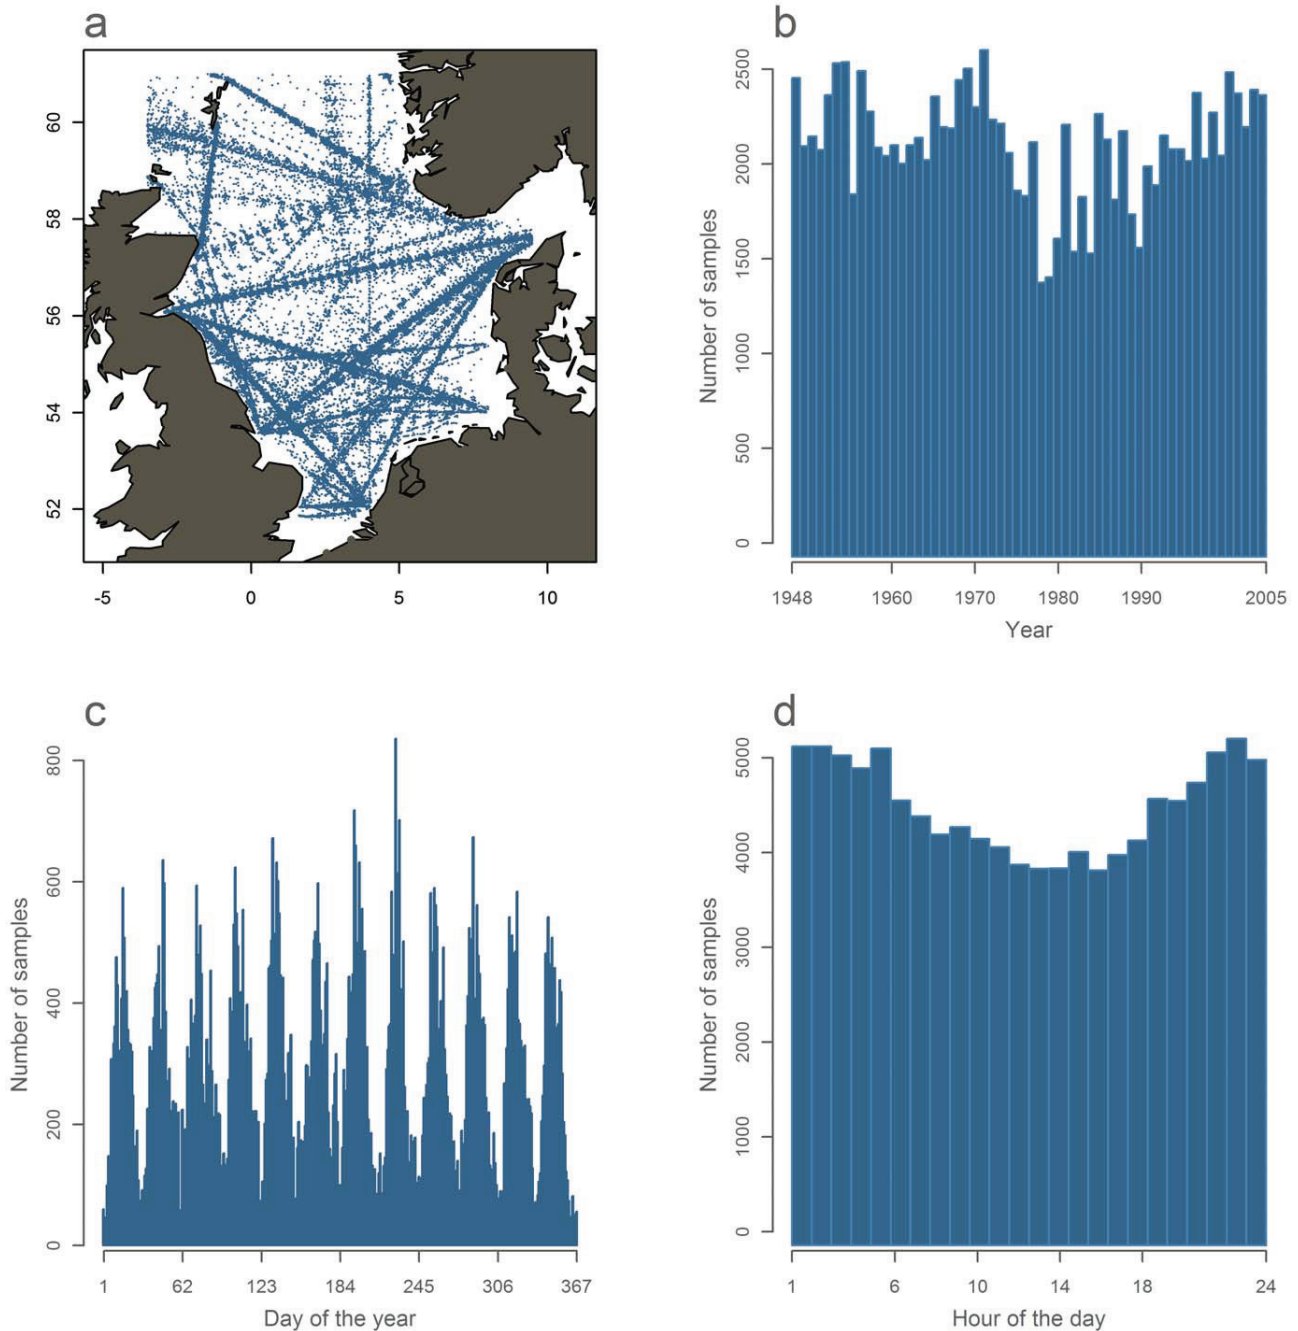 a
60
58
56
54
52
-5 0 5 10
b
Number of samples
2500
2000
1500
1000
500
0
1948 1960 1970 1980 1990 2005
Year
c
Number of samples
800
600
400
200
0
1 62 123 184 245 306 367
Day of the year
d
Number of samples
5000
4000
3000
2000
1000
0
1 6 10 14 18 24
Hour of the day